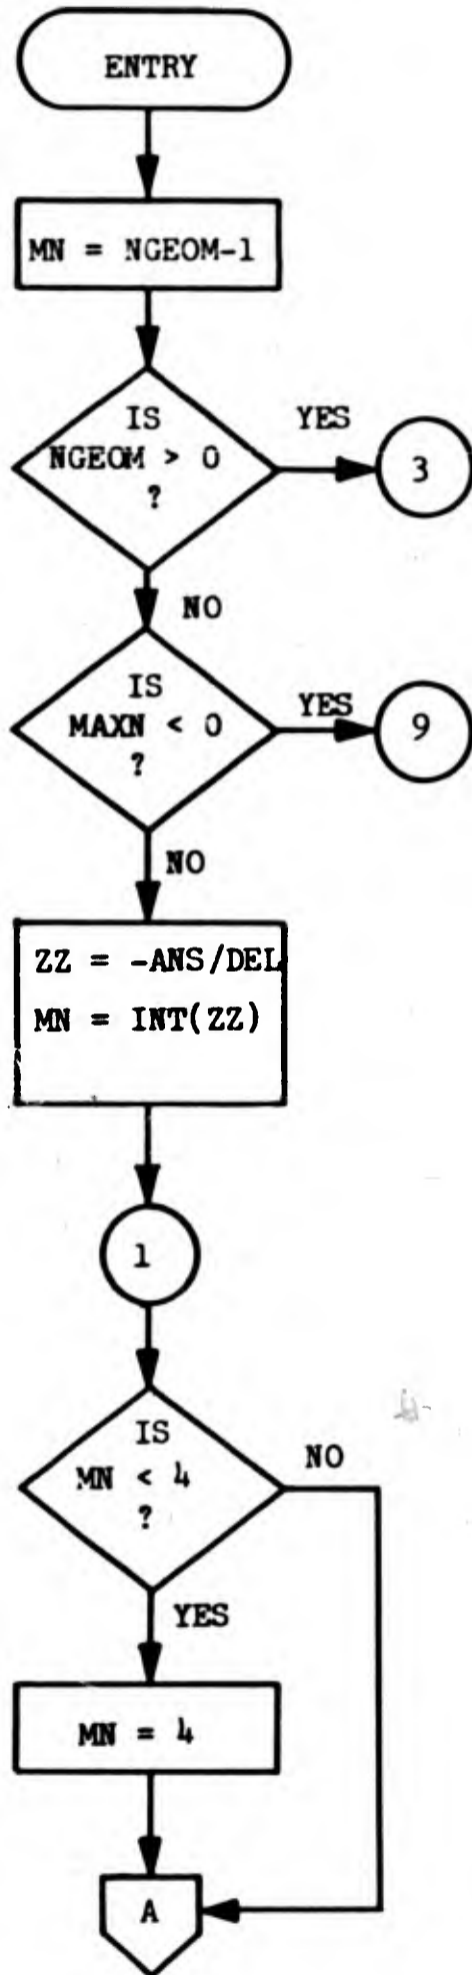 ENTRY
MN = NGEOM-1
IS
NGEOM > 0
?
YES
3
NO
IS
MAXN < 0
?
YES
9
NO
ZZ = -ANS/DEL
MN = INT(ZZ)
1
IS
MN < 4
?
NO
YES
MN = 4
A